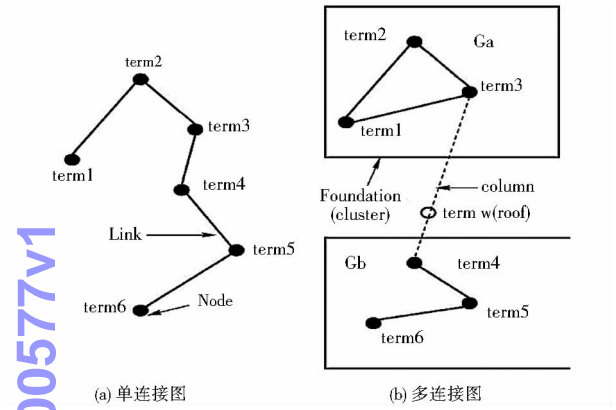 term2
term3
term1
term4
Link
term5
term6
Node
(a) 单连接图
term2
Ga
term3
term1
Foundation
(cluster)
column
term w(roof)
Gb
term4
term5
term6
(b) 多连接图
00577v1